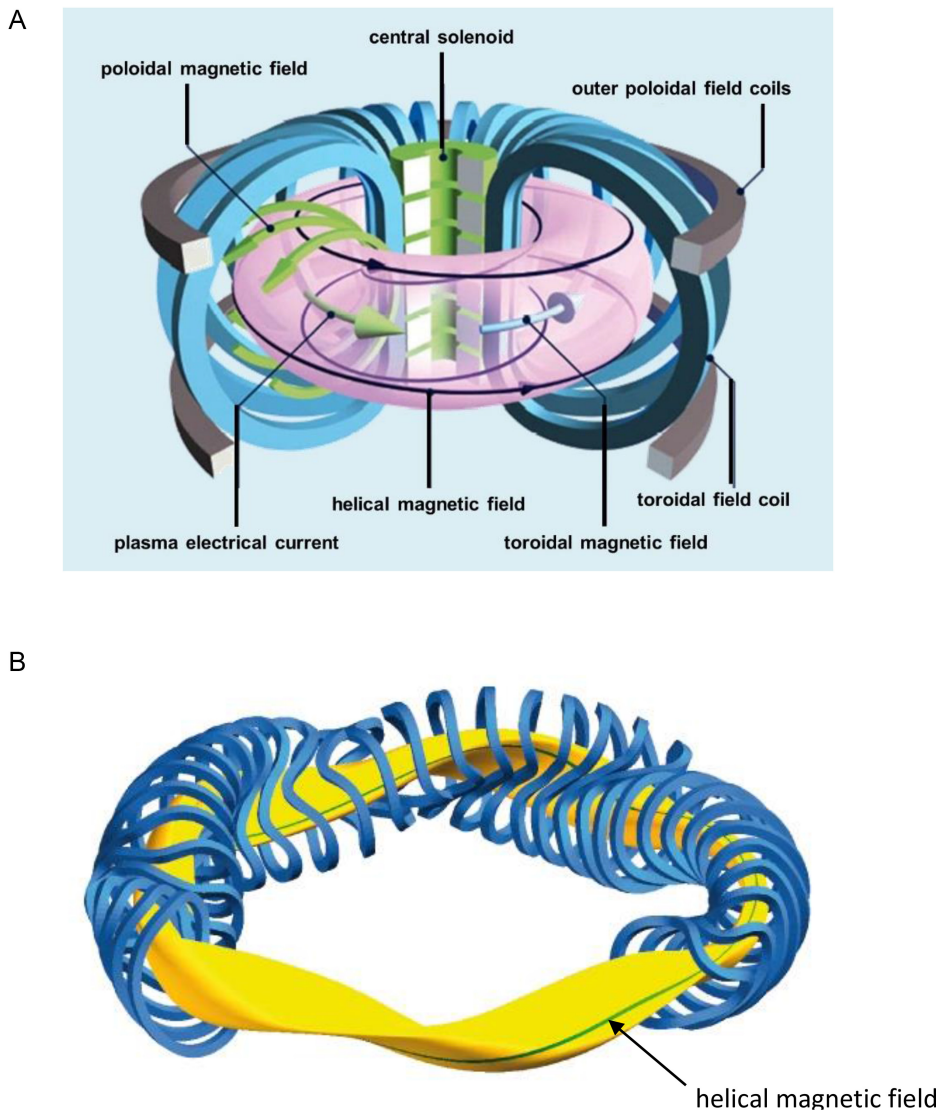 A
central solenoid
poloidal magnetic field
outer poloidal field coils
helical magnetic field
toroidal field coil
plasma electrical current
toroidal magnetic field
B
helical magnetic field